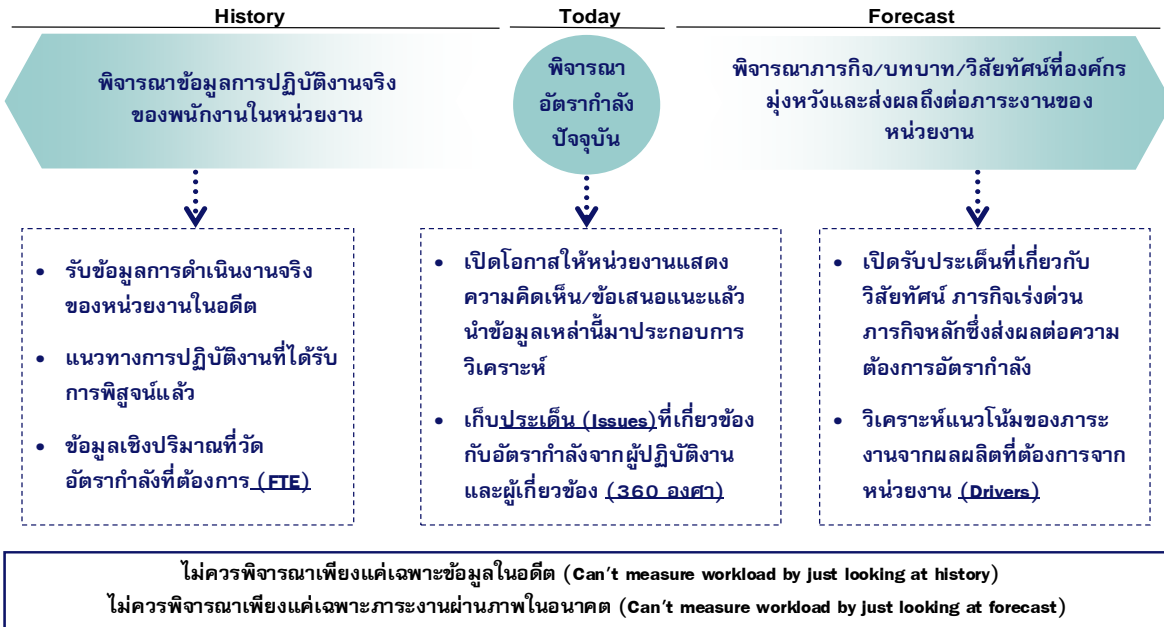 History
Today
Forecast
พิจารณาข้อมูลการปฏิบัติงานจริง
ของพนักงานในหน่วยงาน
พิจารณา
อัตรากำลัง
ปัจจุบัน
พิจารณาภารกิจ/บทบาท/วิสัยทัศน์ที่องค์กร
มุ่งหวังและส่งผลถึงต่อภาระงานของ
หน่วยงาน
• รับข้อมูลการดำเนินงานจริง
ของหน่วยงานในอดีต
• แนวทางการปฏิบัติงานที่ได้รับ
การพิสูจน์แล้ว
• ข้อมูลเชิงปริมาณที่วัด
อัตรากำลังที่ต้องการ (FTE)
• เปิดโอกาสให้หน่วยงานแสดง
ความคิดเห็น/ข้อเสนอแนะแล้ว
นำข้อมูลเหล่านี้มาประกอบการ
วิเคราะห์
• เก็บประเด็น (Issues)ที่เกี่ยวข้อง
กับอัตรากำลังจากผู้ปฏิบัติงาน
และผู้เกี่ยวข้อง (360 องศา)
• เปิดรับประเด็นที่เกี่ยวกับ
วิสัยทัศน์ ภารกิจเร่งด่วน
ภารกิจหลักซึ่งส่งผลต่อความ
ต้องการอัตรากำลัง
• วิเคราะห์แนวโน้มของภาระ
งานจากผลผลิตที่ต้องการจาก
หน่วยงาน (Drivers)
ไม่ควรพิจารณาเพียงแค่เฉพาะข้อมูลในอดีต (Can't measure workload by just looking at history)
ไม่ควรพิจารณาเพียงแค่เฉพาะภาระงานผ่านภาพในอนาคต (Can't measure workload by just looking at forecast)